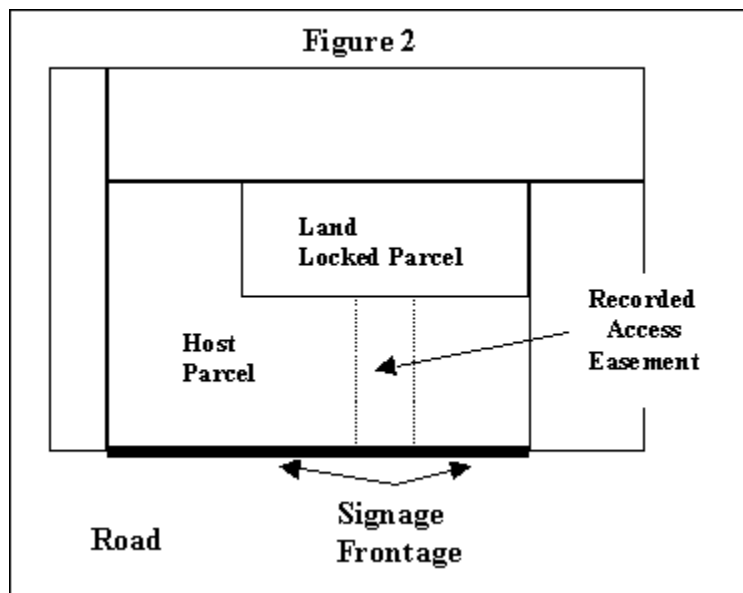 Figure 2
Land
Locked Parcel
Recorded
Access
Easement
Host
Parcel
Signage
Frontage
Road